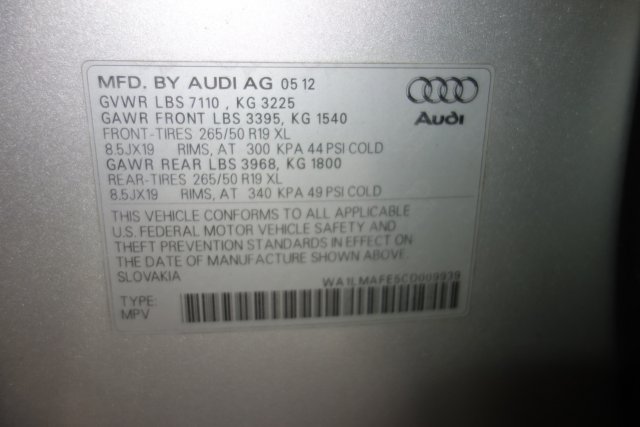 MFD. BY AUDI AG 05 12
GVWR LBS 7110 , KG 3225
GAWR FRONT LBS 3395, KG 1540
FRONT-TIRES 265/50 R19 XL
8.5JX19 RIMS, AT 300 KPA 44 PSI COLD
GAWR REAR LBS 3968, KG 1800
REAR-TIRES 265/50 R19 XL
8.5JX19 RIMS, AT 340 KPA 49 PSI COLD
Audi
THIS VEHICLE CONFORMS TO ALL APPLICABLE
U.S. FEDERAL MOTOR VEHICLE SAFETY AND
THEFT PREVENTION STANDARDS IN EFFECT ON
THE DATE OF MANUFACTURE SHOWN ABOVE.
SLOVAKIA
WA1LMAFE5CD009939
TYPE:
MPV